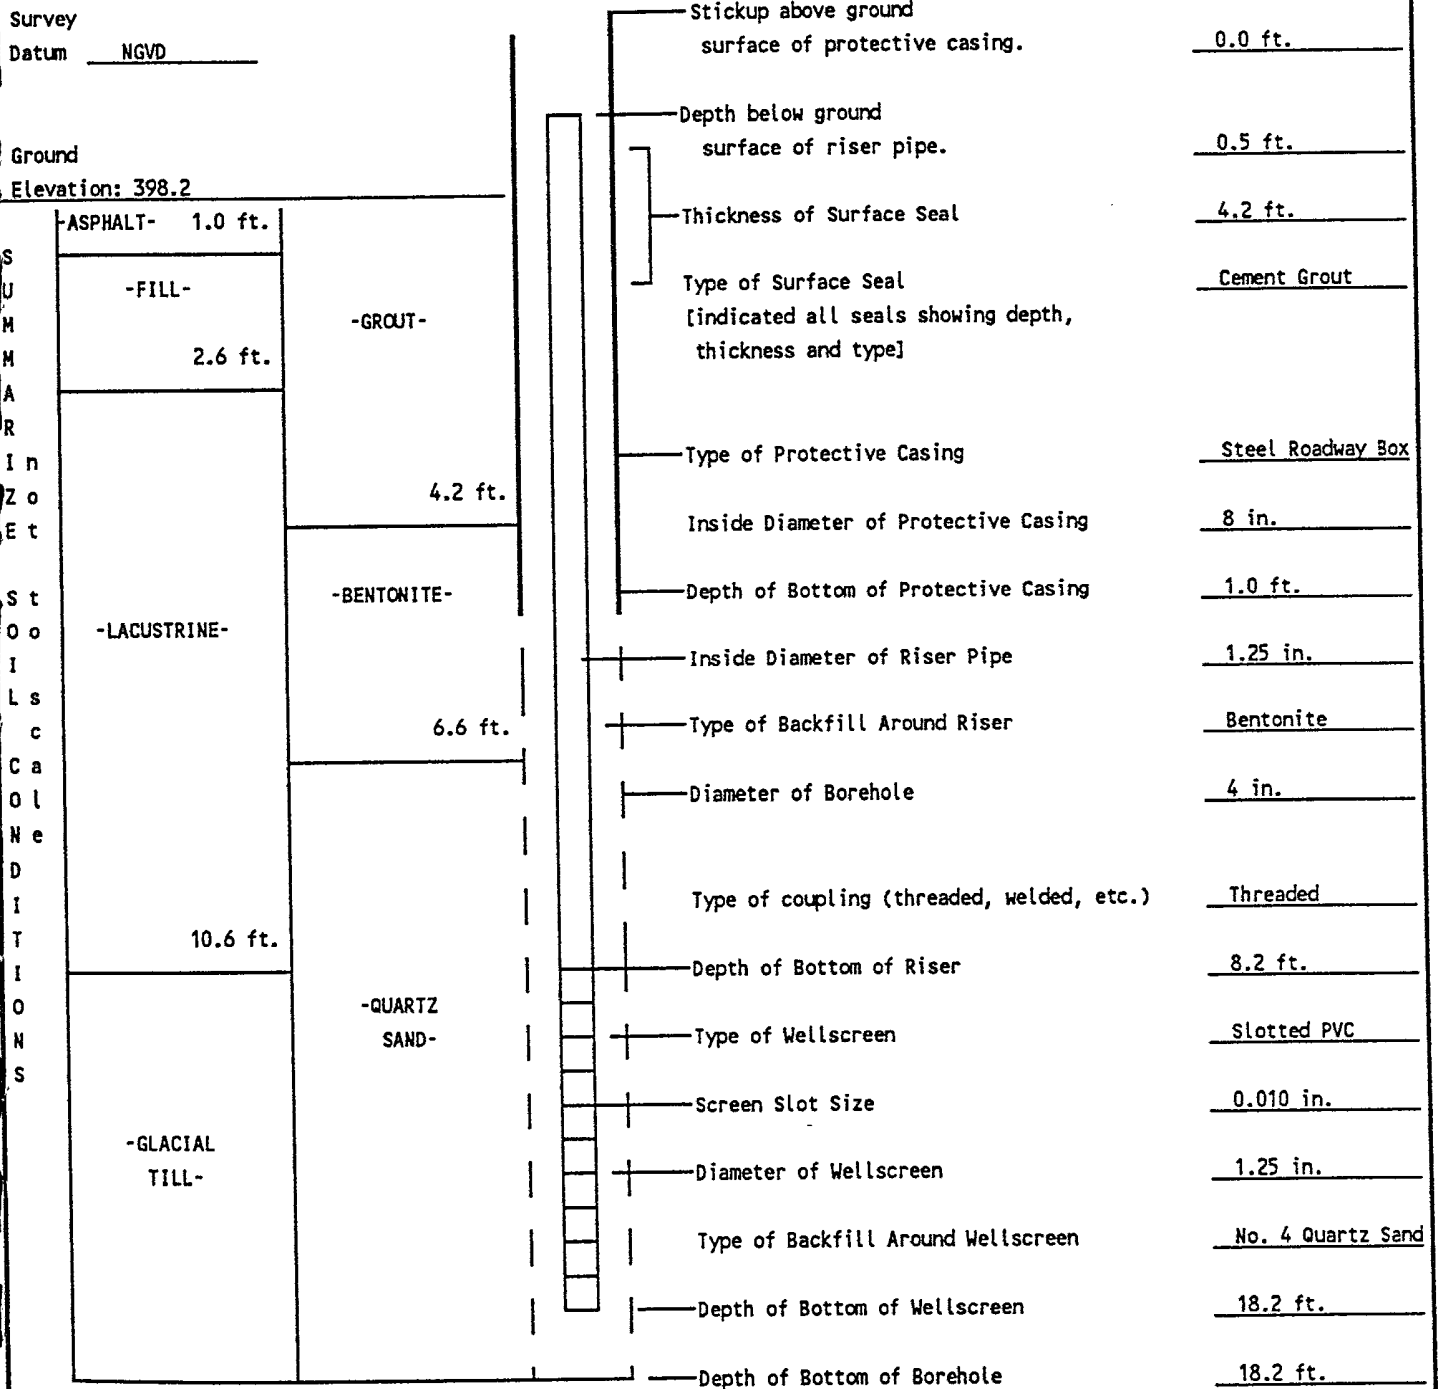 Survey
Datum NGVD
Ground
Elevation: 398.2
SUMMARIZE SOIL CONDITIONS
not to scale
-ASPHALT- 1.0 ft.
-FILL-
2.6 ft.
-LACUSTRINE-
10.6 ft.
-GLACIAL
TILL-
-GROUT-
4.2 ft.
-BENTONITE-
6.6 ft.
-QUARTZ
SAND-
Stickup above ground
surface of protective casing. 0.0 ft.
Depth below ground
surface of riser pipe. 0.5 ft.
Thickness of Surface Seal 4.2 ft.
Type of Surface Seal Cement Grout
[indicated all seals showing depth,
thickness and type]
Type of Protective Casing Steel Roadway Box
Inside Diameter of Protective Casing 8 in.
Depth of Bottom of Protective Casing 1.0 ft.
Inside Diameter of Riser Pipe 1.25 in.
Type of Backfill Around Riser Bentonite
Diameter of Borehole 4 in.
Type of coupling (threaded, welded, etc.) Threaded
Depth of Bottom of Riser 8.2 ft.
Type of Wellscreen Slotted PVC
Screen Slot Size 0.010 in.
Diameter of Wellscreen 1.25 in.
Type of Backfill Around Wellscreen No. 4 Quartz Sand
Depth of Bottom of Wellscreen 18.2 ft.
Depth of Bottom of Borehole 18.2 ft.